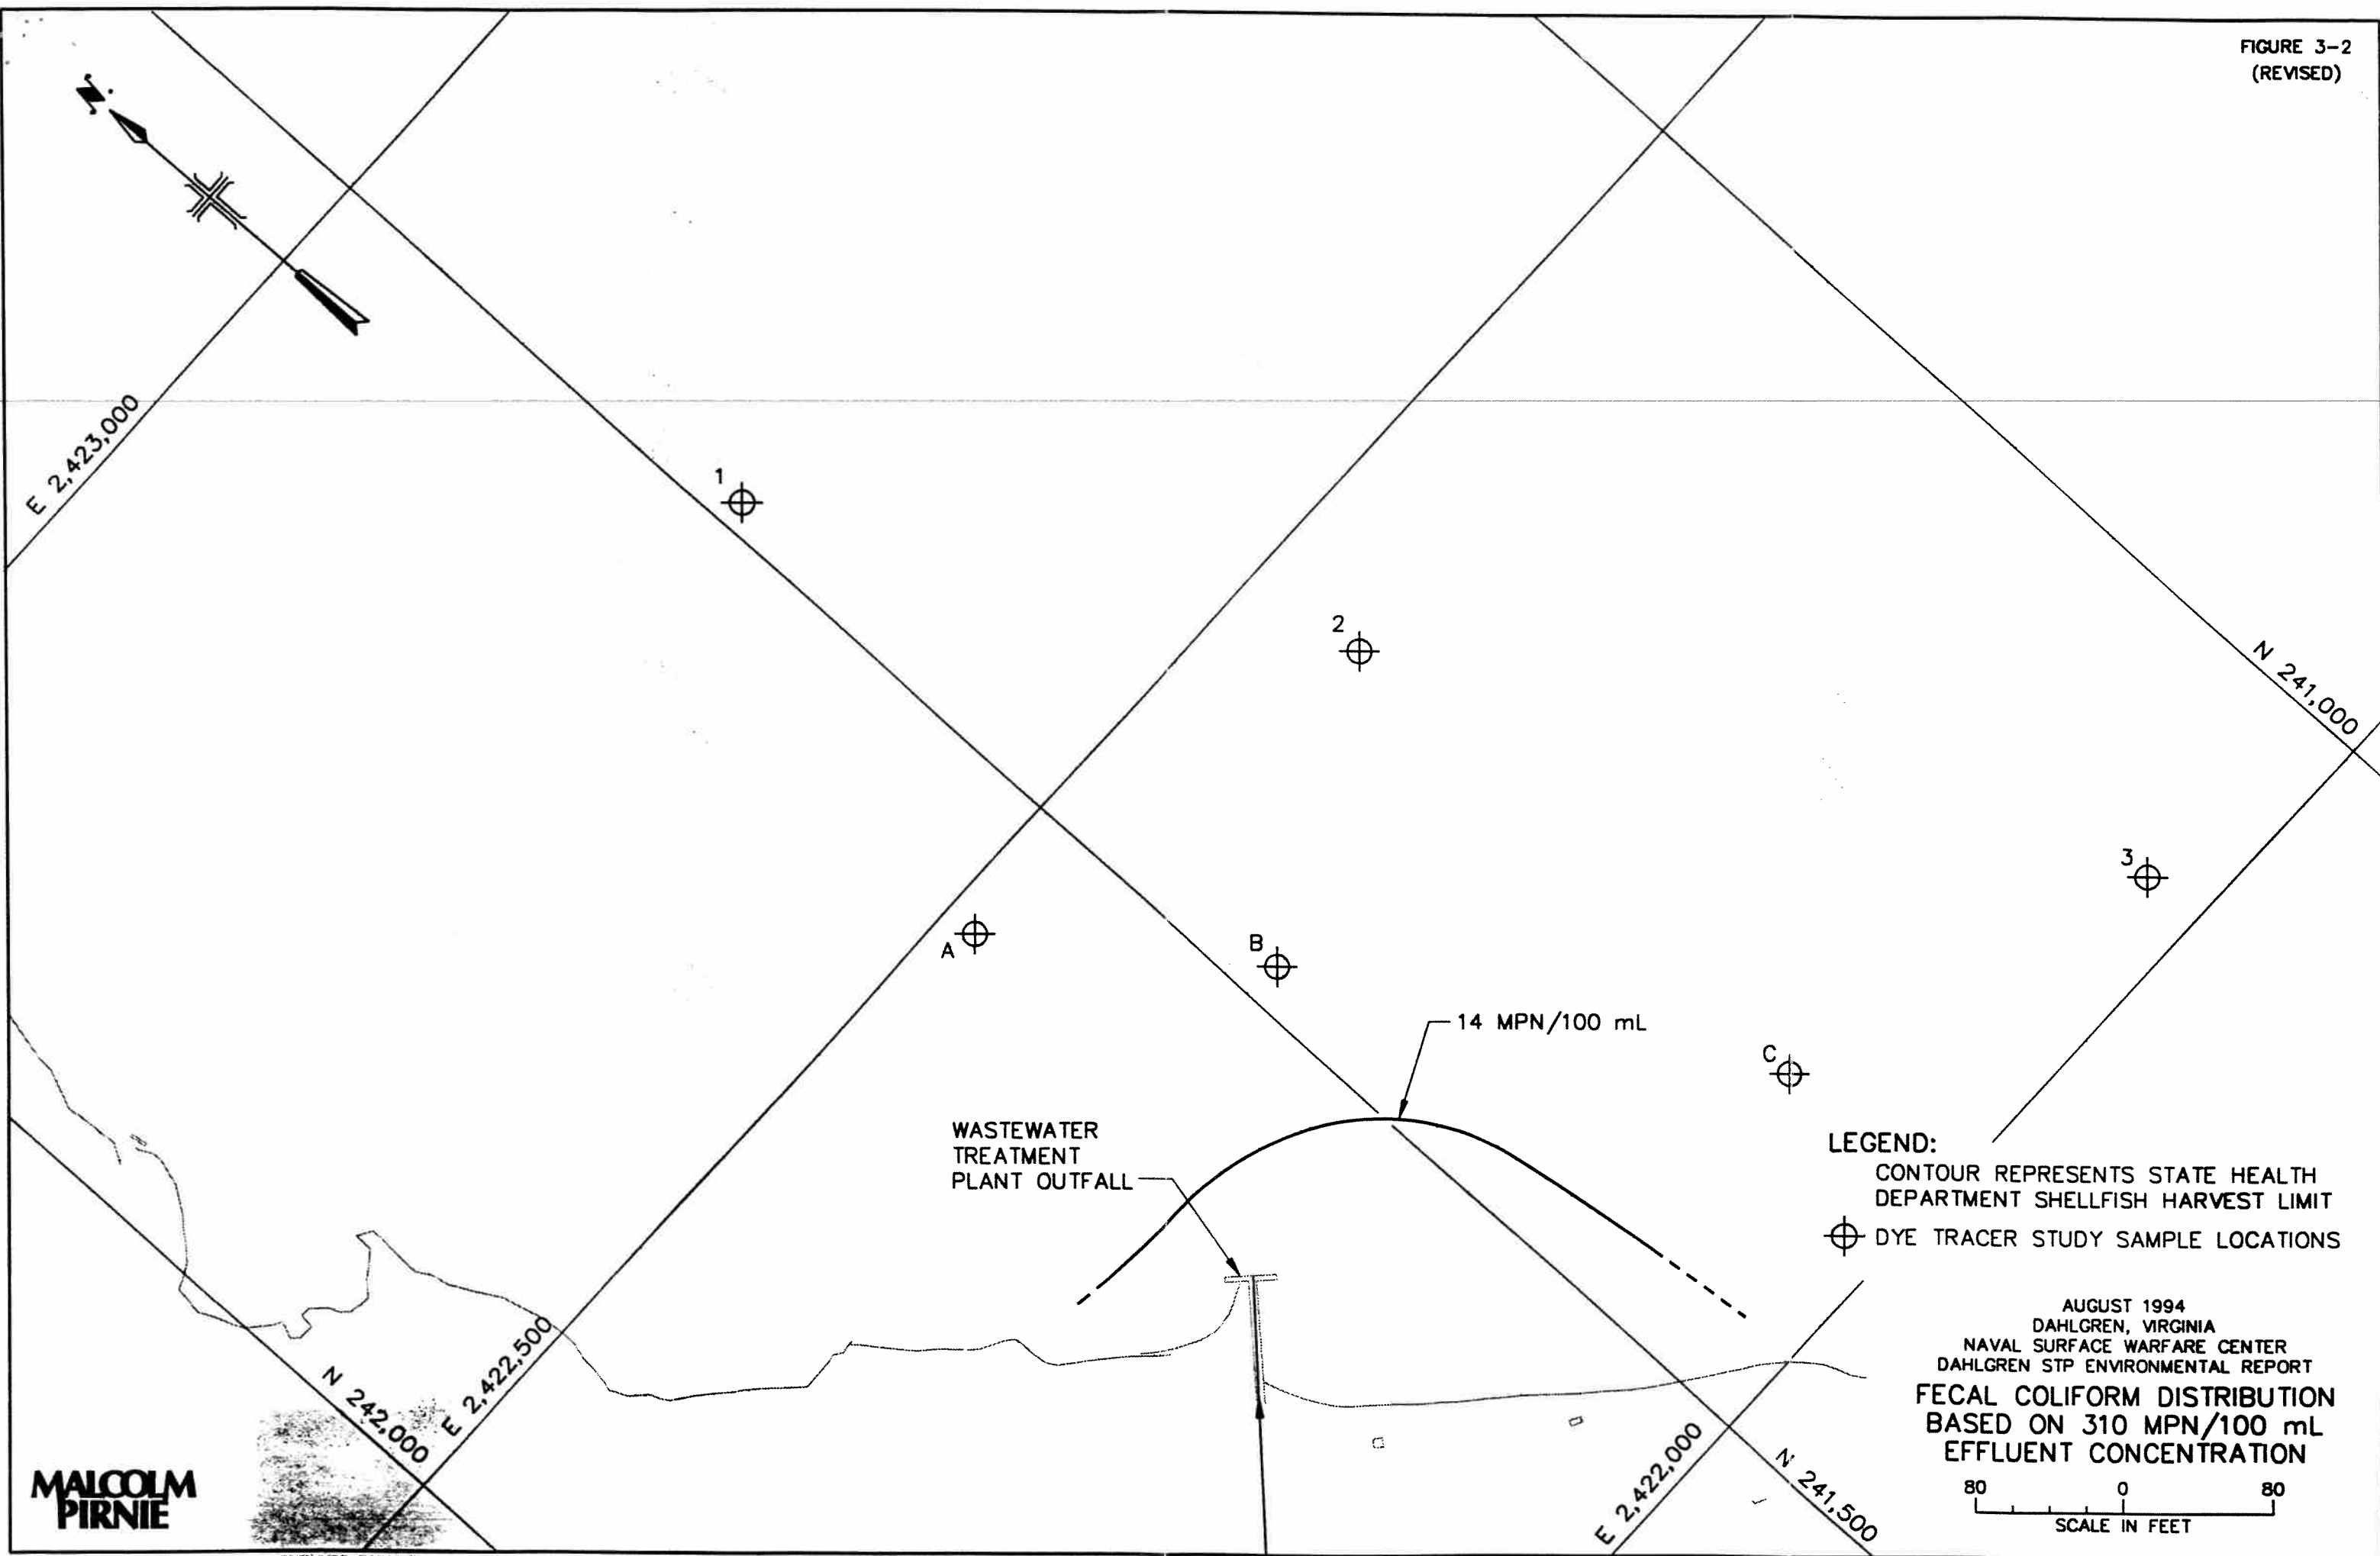 FIGURE 3-2
(REVISED)
N.
E 2,423,000
1
2
N 241,000
3
A
B
14 MPN/100 mL
C
WASTEWATER
TREATMENT
PLANT OUTFALL
LEGEND:
CONTOUR REPRESENTS STATE HEALTH
DEPARTMENT SHELLFISH HARVEST LIMIT
DYE TRACER STUDY SAMPLE LOCATIONS
AUGUST 1994
DAHLGREN, VIRGINIA
NAVAL SURFACE WARFARE CENTER
DAHLGREN STP ENVIRONMENTAL REPORT
FECAL COLIFORM DISTRIBUTION
BASED ON 310 MPN/100 mL
EFFLUENT CONCENTRATION
80 0 80
SCALE IN FEET
N 242,000
E 2,422,500
E 2,422,000
N 241,500
MALCOLM
PIRNIE